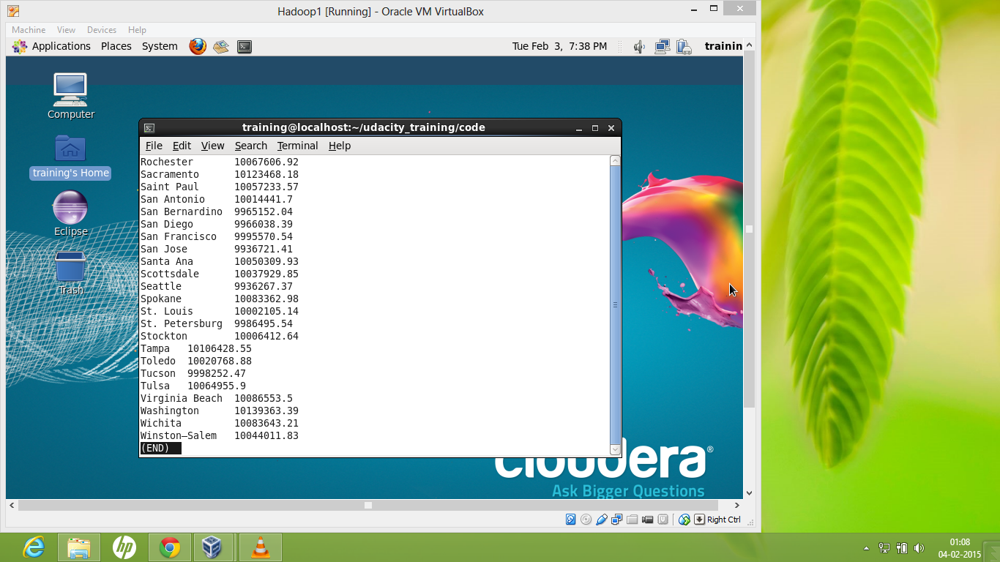 Hadoop1 [Running] - Oracle VM VirtualBox
Machine View Devices Help
Applications Places System Tue Feb 3, 7:38 PM trainin
Computer
training's Home
Eclipse
Trash
training@localhost:~/udacity_training/code
File Edit View Search Terminal Help
Rochester 10067606.92
Sacramento 10123468.18
Saint Paul 10057233.57
San Antonio 10014441.7
San Bernardino 9965152.04
San Diego 9966038.39
San Francisco 9995570.54
San Jose 9936721.41
Santa Ana 10050309.93
Scottsdale 10037929.85
Seattle 9936267.37
Spokane 10083362.98
St. Louis 10002105.14
St. Petersburg 9986495.54
Stockton 10006412.64
Tampa 10106428.55
Toledo 10020768.88
Tucson 9998252.47
Tulsa 10064955.9
Virginia Beach 10086553.5
Washington 10139363.39
Wichita 10083643.21
Winston–Salem 10044011.83
(END)
cloudera®
Ask Bigger Questions
Right Ctrl
hp
01:08
04-02-2015